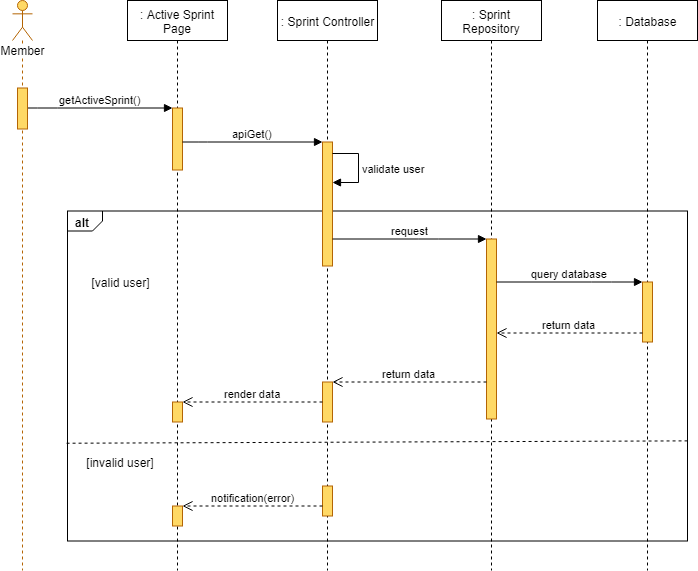 : Active Sprint
Page
: Sprint Controller
: Sprint
Repository
: Database
Member
getActiveSprint()
apiGet()
validate user
alt
request
[valid user]
query database
return data
return data
render data
[invalid user]
notification(error)